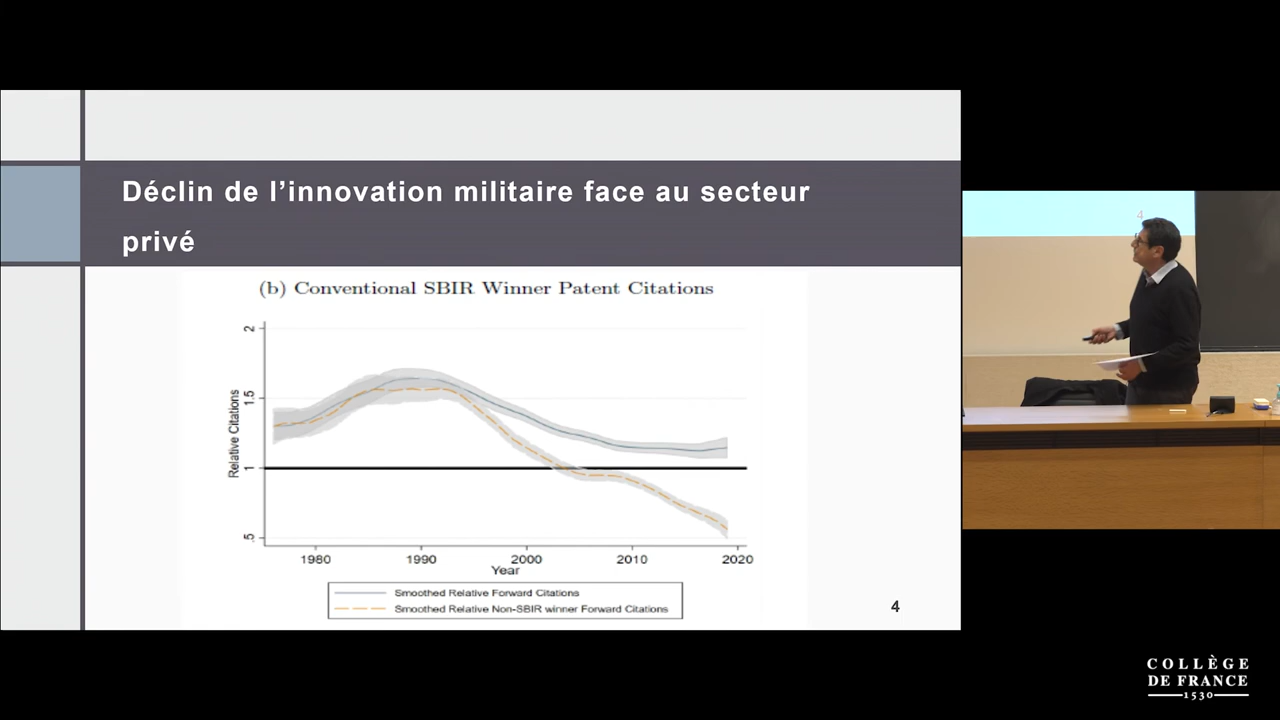 Déclin de l'innovation militaire face au secteur
privé
(b) Conventional SBIR Winner Patent Citations
2
1.5
1
.5
Relative Citations
1980
1990
2000
2010
2020
Year
Smoothed Relative Forward Citations
Smoothed Relative Non-SBIR winner Forward Citations
4
4
COLLÈGE
DE FRANCE
1530